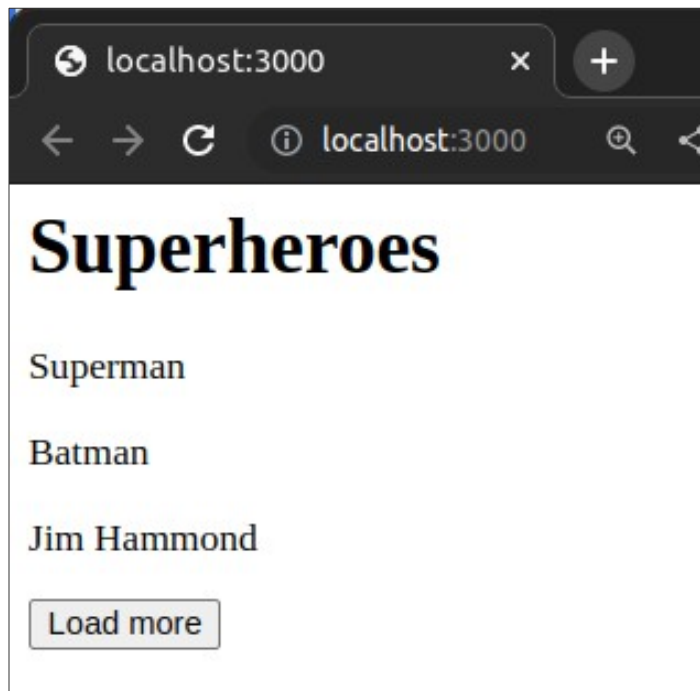 localhost:3000
localhost:3000
Superheroes
Superman
Batman
Jim Hammond
Load more